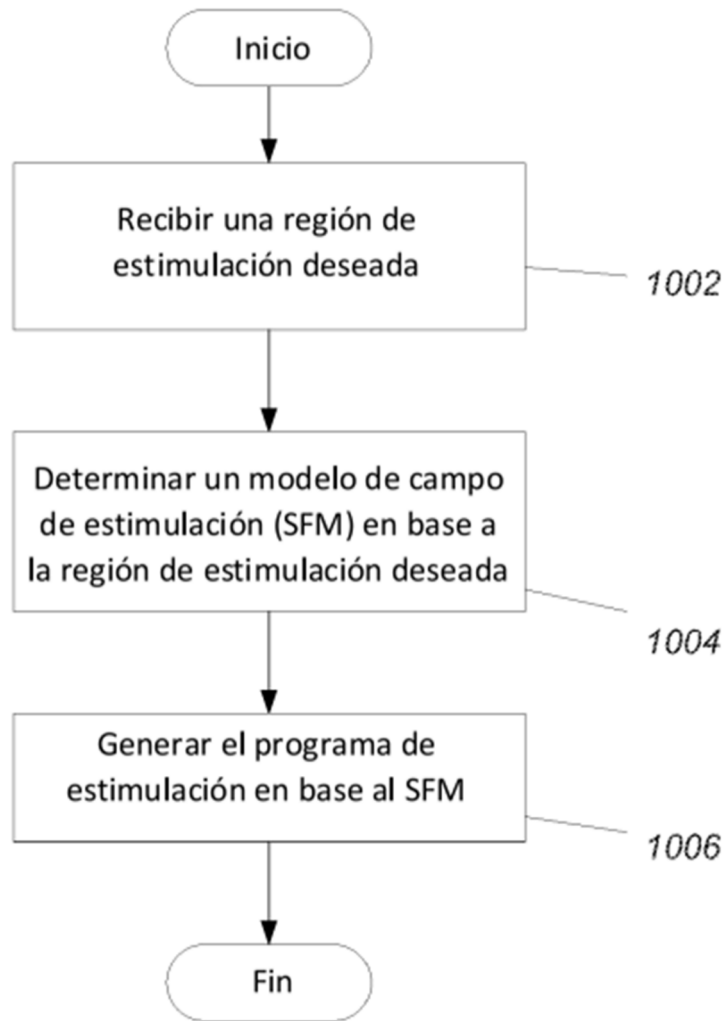 Inicio
Recibir una región de
estimulación deseada
1002
Determinar un modelo de campo
de estimulación (SFM) en base a
la región de estimulación deseada
1004
Generar el programa de
estimulación en base al SFM
1006
Fin